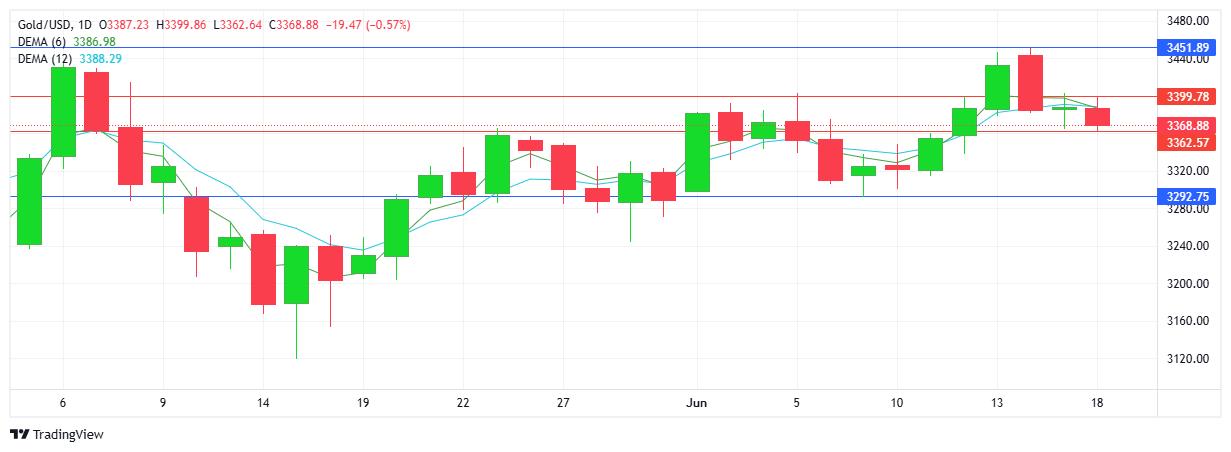 Gold/USD, 1D O3387.23 H3399.86 L3362.64 C3368.88 −19.47 (−0.57%)
DEMA (6) 3386.98
DEMA (12) 3388.29
3480.00
3451.89
3440.00
3399.78
3368.88
3362.57
3320.00
3292.75
3280.00
3240.00
3200.00
3160.00
3120.00
6 9 14 19 22 27 Jun 5 10 13 18
TradingView